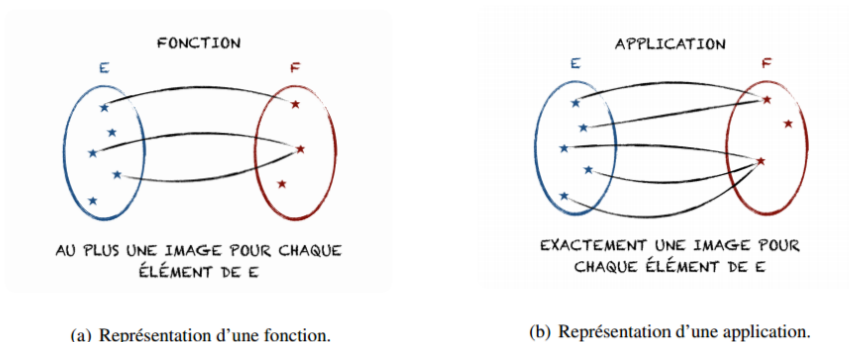 FONCTION
E
F
AU PLUS UNE IMAGE POUR CHAQUE
ÉLÉMENT DE E
(a) Représentation d'une fonction.
APPLICATION
E
F
EXACTEMENT UNE IMAGE POUR
CHAQUE ÉLÉMENT DE E
(b) Représentation d'une application.